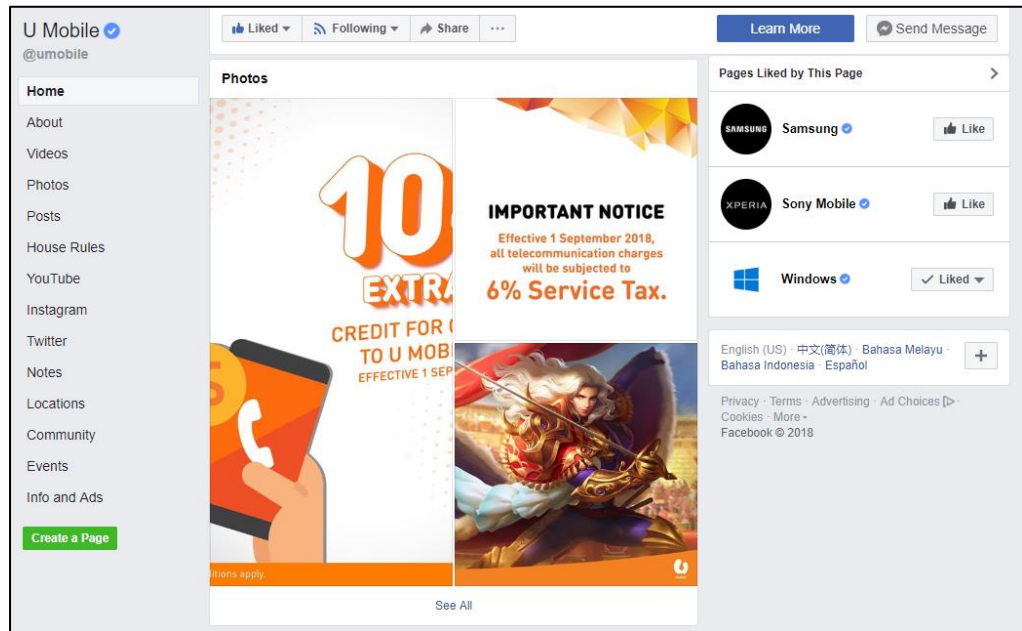 U Mobile
@umobile
Home
About
Videos
Photos
Posts
House Rules
YouTube
Instagram
Twitter
Notes
Locations
Community
Events
Info and Ads
Create a Page
Liked
Following
Share
Learn More
Send Message
Photos
10
EXTRA
CREDIT FOR
TO U MOB
EFFECTIVE 1 SEP
itions apply.
IMPORTANT NOTICE
Effective 1 September 2018,
all telecommunication charges
will be subjected to
6% Service Tax.
See All
Pages Liked by This Page
SAMSUNG
Samsung
Like
XPERIA
Sony Mobile
Like
Windows
Liked
English (US) · 中文(简体) · Bahasa Melayu ·
Bahasa Indonesia · Español
Privacy · Terms · Advertising · Ad Choices ·
Cookies · More
Facebook © 2018